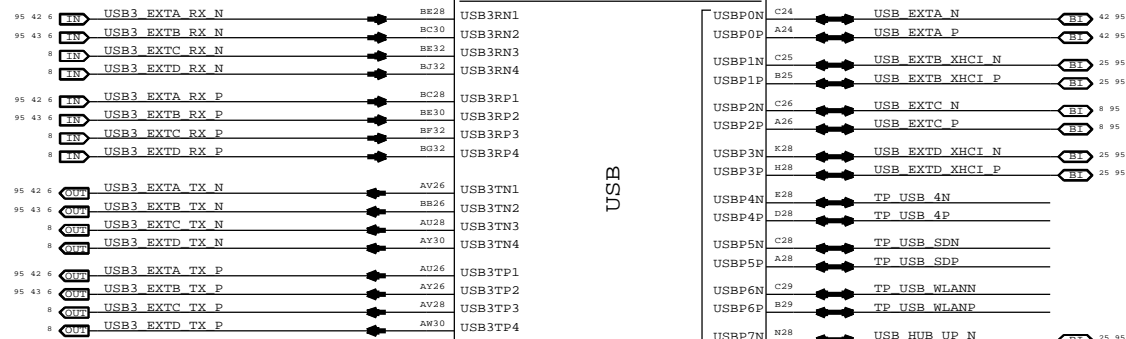 95 42 6 IN USB3_EXTA_RX_N BE28 USB3RN1
95 43 6 IN USB3_EXTB_RX_N BC30 USB3RN2
8 IN USB3_EXTC_RX_N BE32 USB3RN3
8 IN USB3_EXTD_RX_N BJ32 USB3RN4
95 42 6 IN USB3_EXTA_RX_P BC28 USB3RP1
95 43 6 IN USB3_EXTB_RX_P BE30 USB3RP2
8 IN USB3_EXTC_RX_P BF32 USB3RP3
8 IN USB3_EXTD_RX_P BG32 USB3RP4
95 42 6 OUT USB3_EXTA_TX_N AV26 USB3TN1
95 43 6 OUT USB3_EXTB_TX_N BB26 USB3TN2
8 OUT USB3_EXTC_TX_N AU28 USB3TN3
8 OUT USB3_EXTD_TX_N AY30 USB3TN4
95 42 6 OUT USB3_EXTA_TX_P AU26 USB3TP1
95 43 6 OUT USB3_EXTB_TX_P AY26 USB3TP2
8 OUT USB3_EXTC_TX_P AV28 USB3TP3
8 OUT USB3_EXTD_TX_P AW30 USB3TP4
USB
USBP0N C24 USB_EXTA_N BI 42 95
USBP0P A24 USB_EXTA_P BI 42 95
USBP1N C25 USB_EXTB_XHCI_N BI 25 95
USBP1P B25 USB_EXTB_XHCI_P BI 25 95
USBP2N C26 USB_EXTC_N BI 8 95
USBP2P A26 USB_EXTC_P BI 8 95
USBP3N K28 USB_EXTD_XHCI_N BI 25 95
USBP3P H28 USB_EXTD_XHCI_P BI 25 95
USBP4N E28 TP_USB_4N
USBP4P D28 TP_USB_4P
USBP5N C28 TP_USB_SDN
USBP5P A28 TP_USB_SDP
USBP6N C29 TP_USB_WLANN
USBP6P B29 TP_USB_WLANP
USBP7N N28 USB_HUB_UP_N BI 25 95